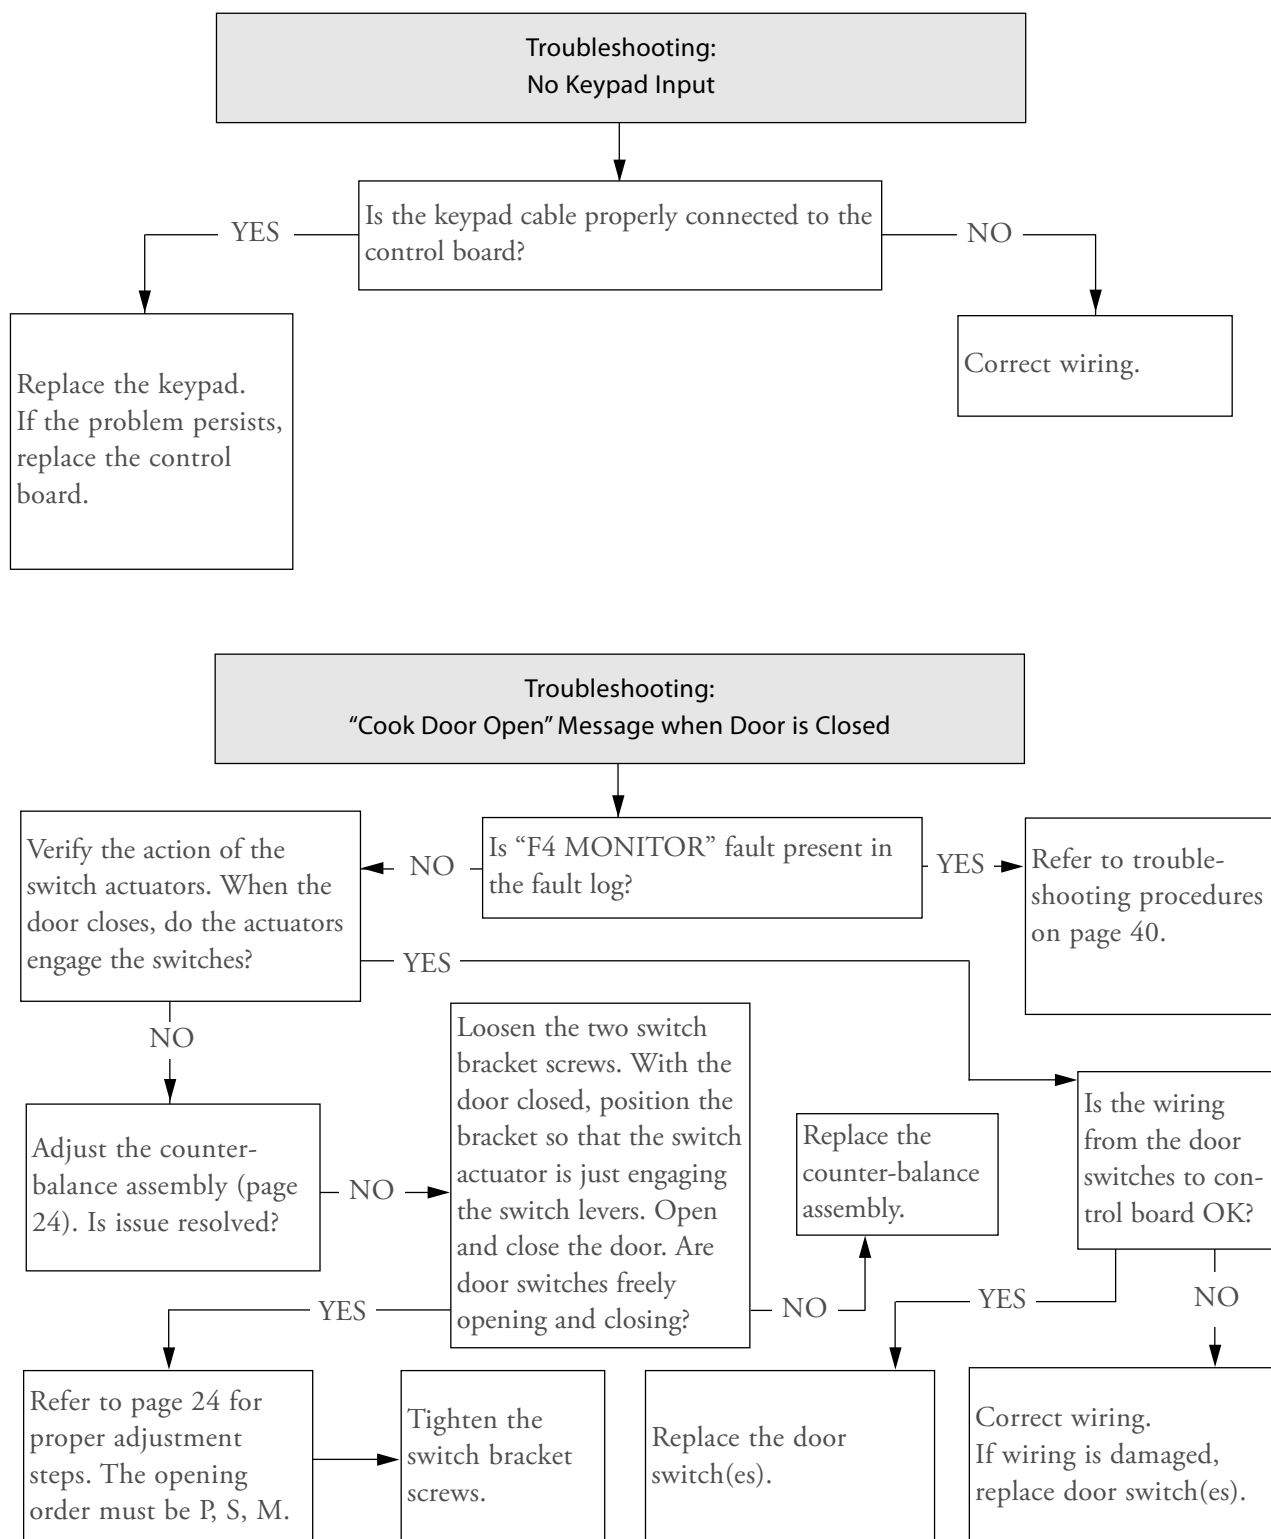 Troubleshooting:
No Keypad Input
Is the keypad cable properly connected to the
control board?
YES
NO
Replace the keypad.
If the problem persists,
replace the control
board.
Correct wiring.
Troubleshooting:
“Cook Door Open” Message when Door is Closed
Is “F4 MONITOR” fault present in
the fault log?
NO
YES
Verify the action of the
switch actuators. When the
door closes, do the actuators
engage the switches?
Refer to trouble-
shooting procedures
on page 40.
YES
NO
Adjust the counter-
balance assembly (page
24). Is issue resolved?
NO
Loosen the two switch
bracket screws. With the
door closed, position the
bracket so that the switch
actuator is just engaging
the switch levers. Open
and close the door. Are
door switches freely
opening and closing?
Replace the
counter-balance
assembly.
Is the wiring
from the door
switches to con-
trol board OK?
YES
NO
YES
NO
Refer to page 24 for
proper adjustment
steps. The opening
order must be P, S, M.
Tighten the
switch bracket
screws.
Replace the door
switch(es).
Correct wiring.
If wiring is damaged,
replace door switch(es).